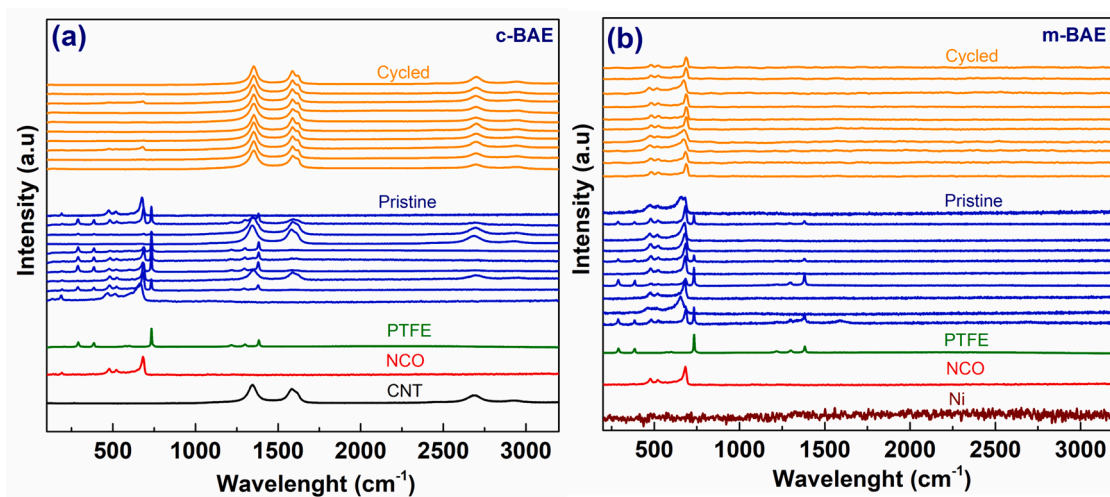 (a)
c-BAE
Cycled
Pristine
PTFE
NCO
CNT
Intensity (a.u)
500 1000 1500 2000 2500 3000
Wavelenght (cm-1)
(b)
m-BAE
Cycled
Pristine
PTFE
NCO
Ni
Intensity (a.u)
500 1000 1500 2000 2500 3000
Wavelenght (cm-1)